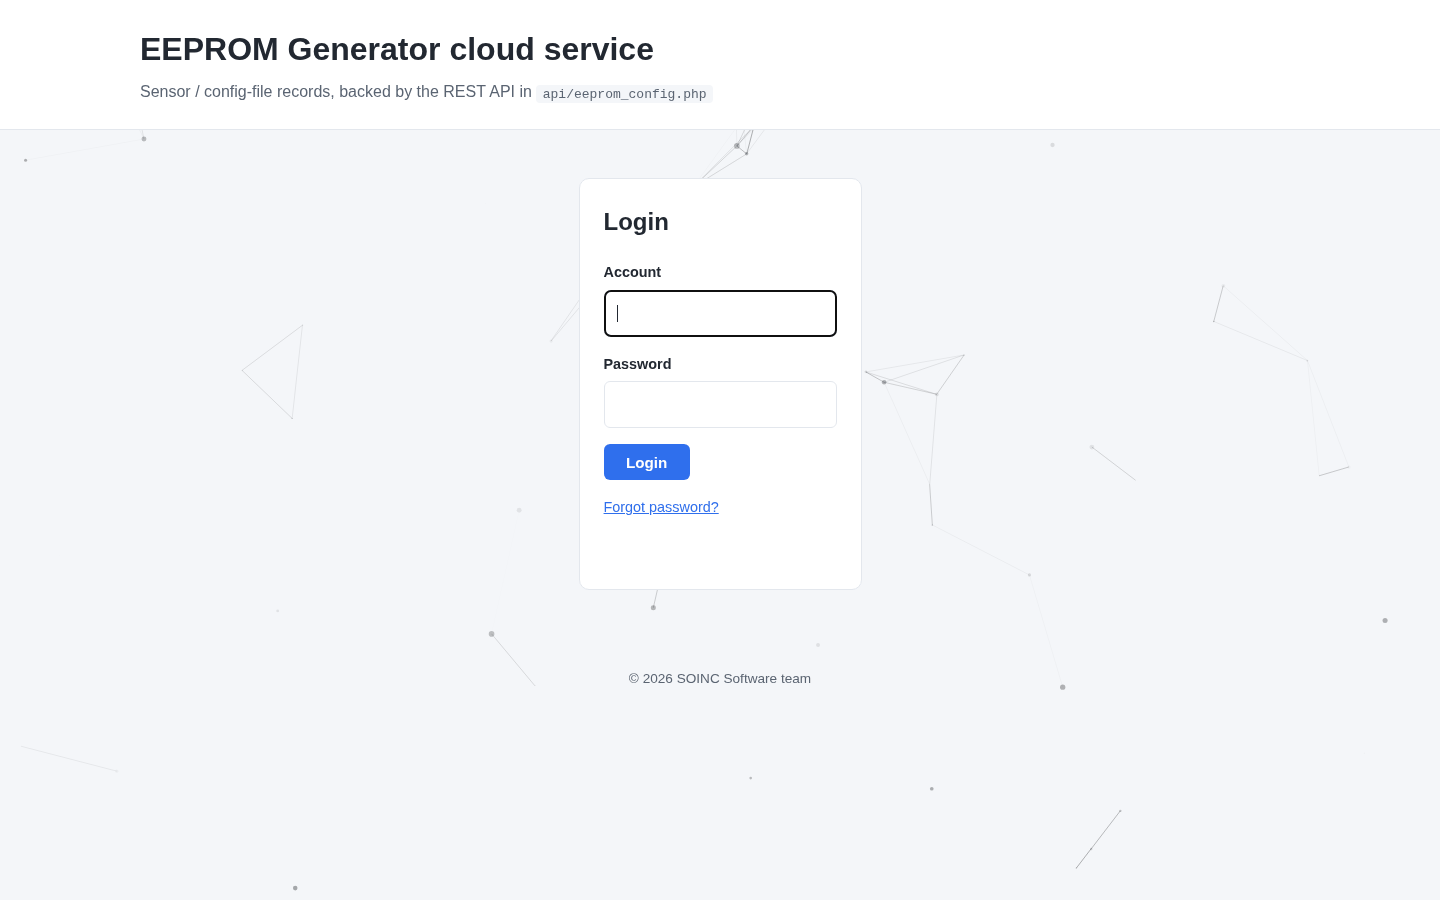 EEPROM Generator cloud service
Sensor / config-file records, backed by the REST API in api/eeprom_config.php
Login
Account
Password
Login
Forgot password?
© 2026 SOINC Software team